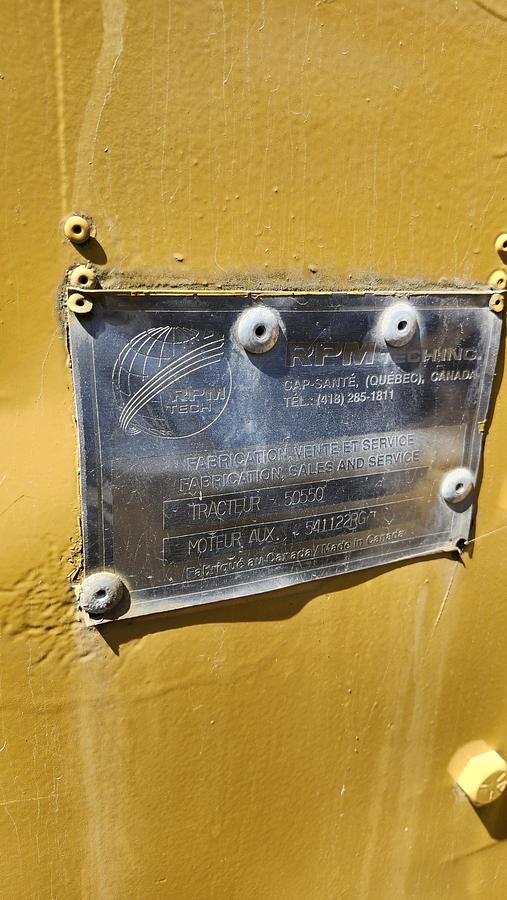 RPM
TECH
RPM TECH INC.
CAP-SANTÉ, (QUÉBEC), CANADA
TÉL.: (418) 285-1811
FABRICATION, VENTE ET SERVICE
FABRICATION, SALES AND SERVICE
TRACTEUR - 50550
MOTEUR AUX. -
Fabriqué au Canada / Made in Canada